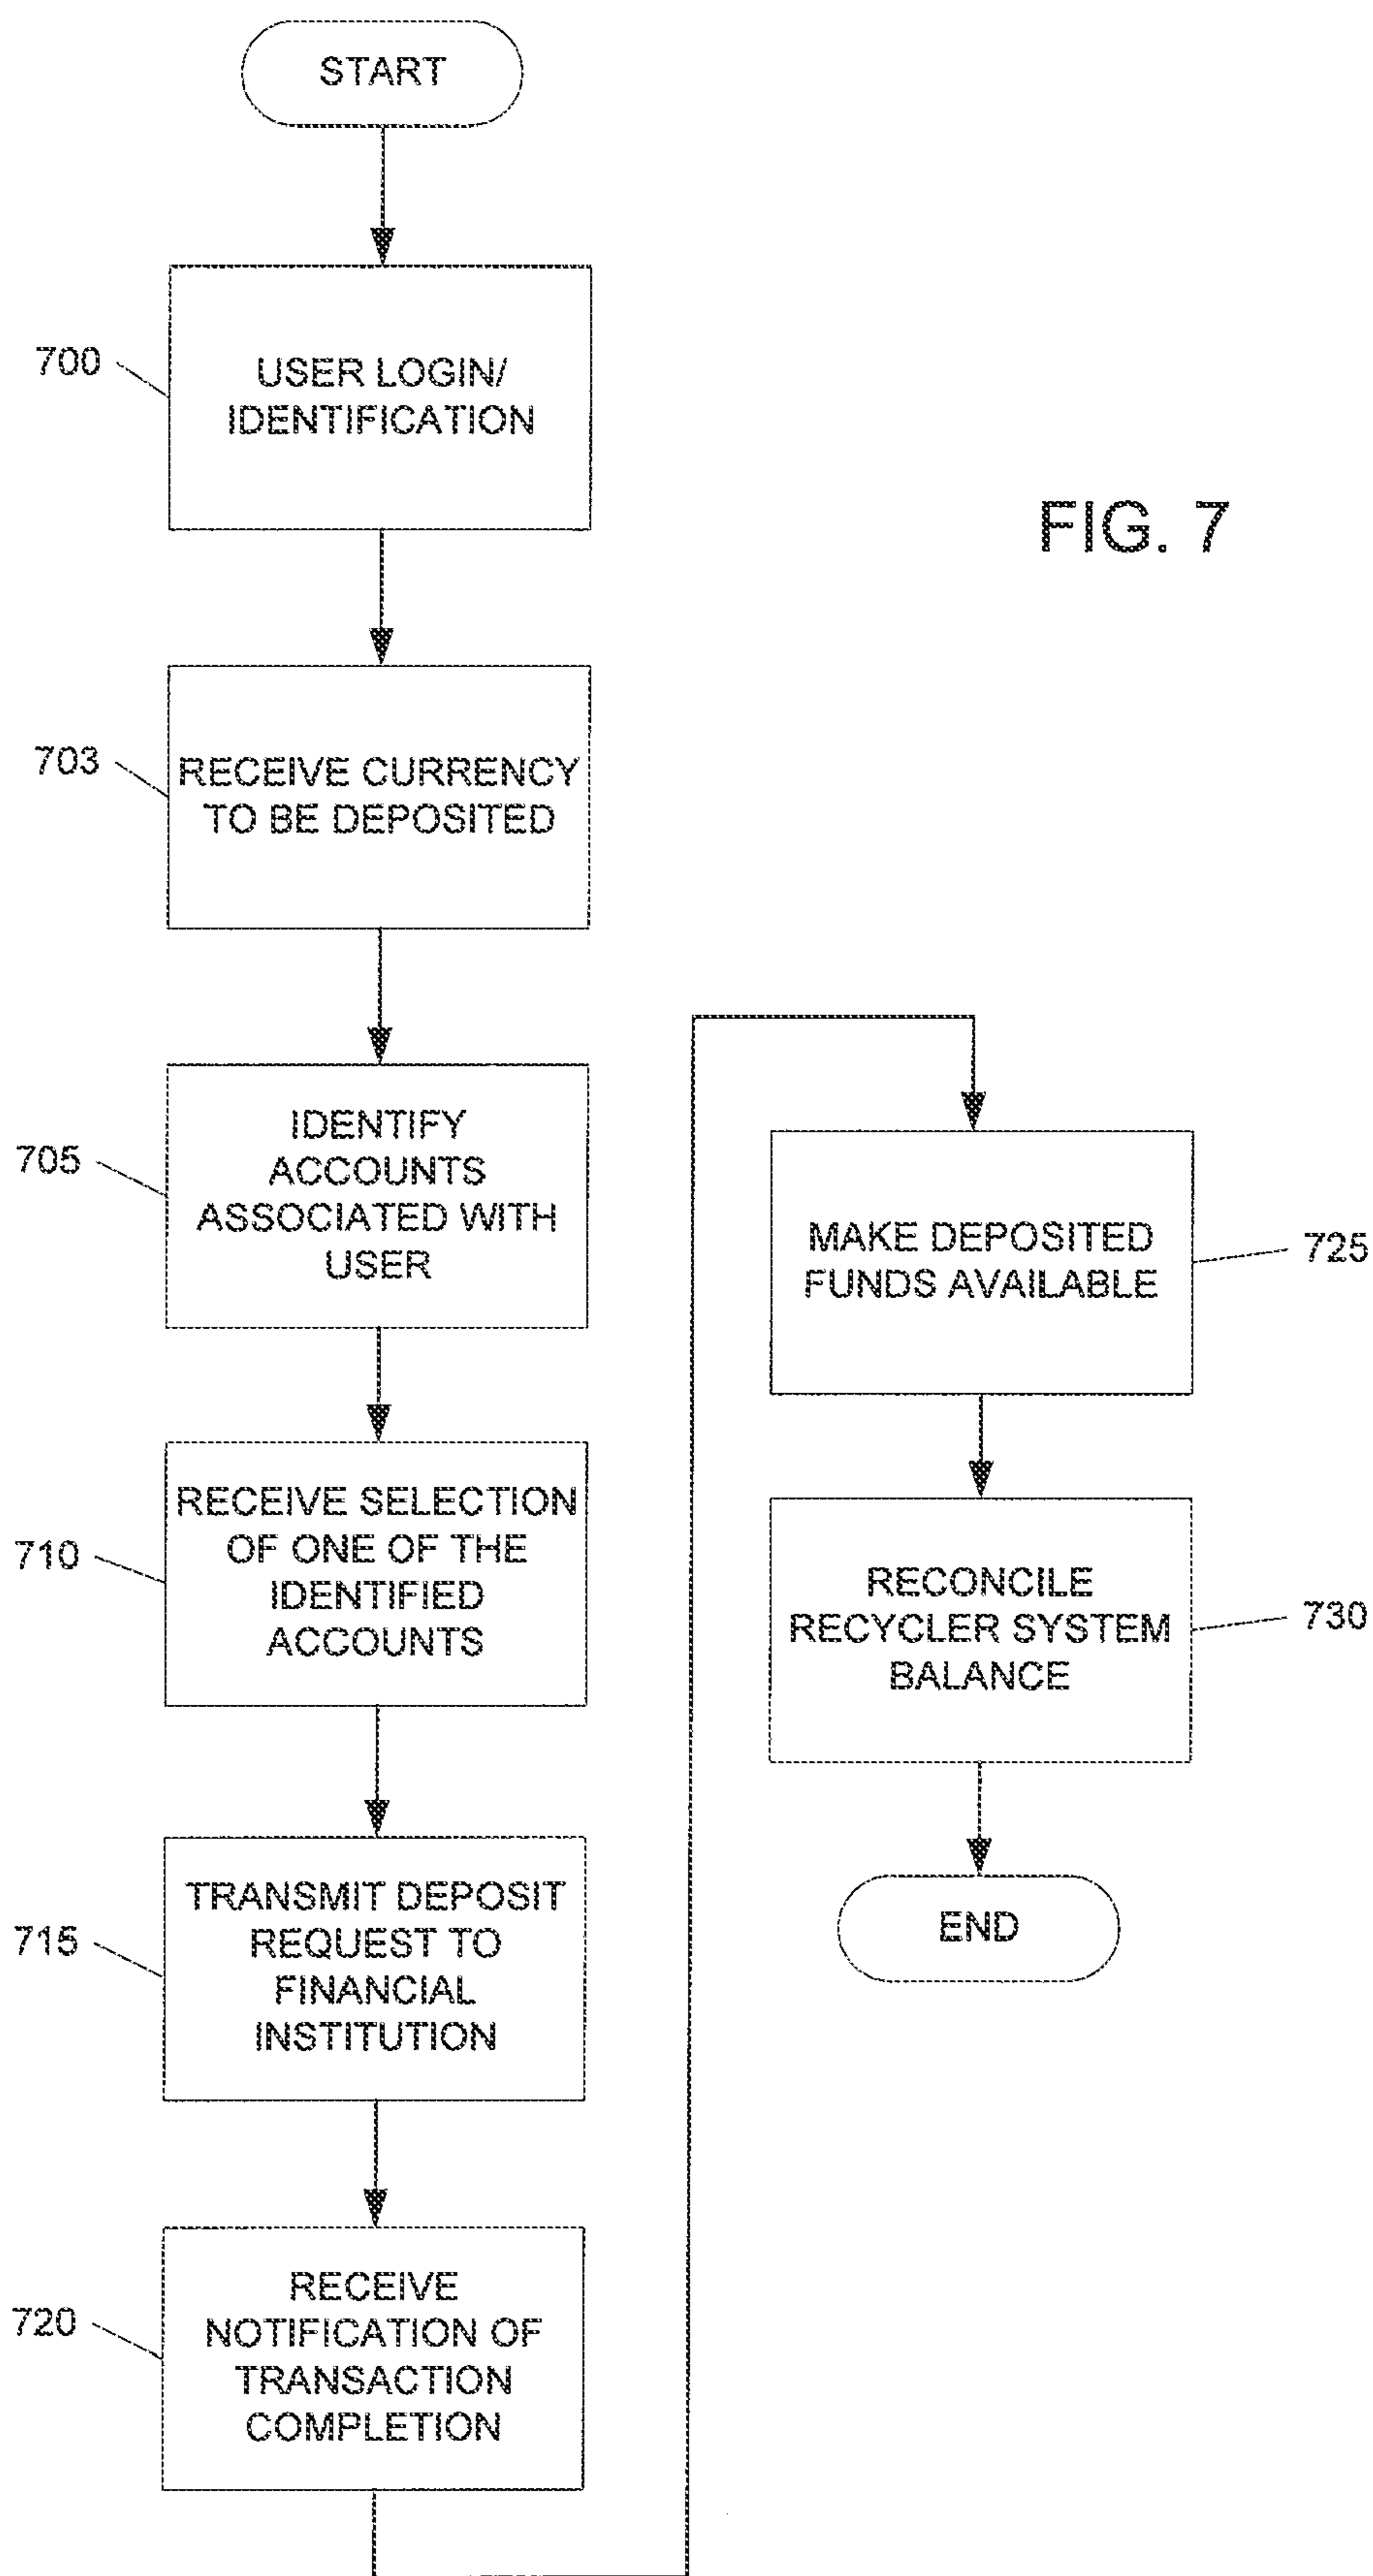 START
700
USER LOGIN/
IDENTIFICATION
FIG. 7
703
RECEIVE CURRENCY
TO BE DEPOSITED
705
IDENTIFY
ACCOUNTS
ASSOCIATED WITH
USER
710
RECEIVE SELECTION
OF ONE OF THE
IDENTIFIED
ACCOUNTS
715
TRANSMIT DEPOSIT
REQUEST TO
FINANCIAL
INSTITUTION
720
RECEIVE
NOTIFICATION OF
TRANSACTION
COMPLETION
MAKE DEPOSITED
FUNDS AVAILABLE
725
RECONCILE
RECYCLER SYSTEM
BALANCE
730
END